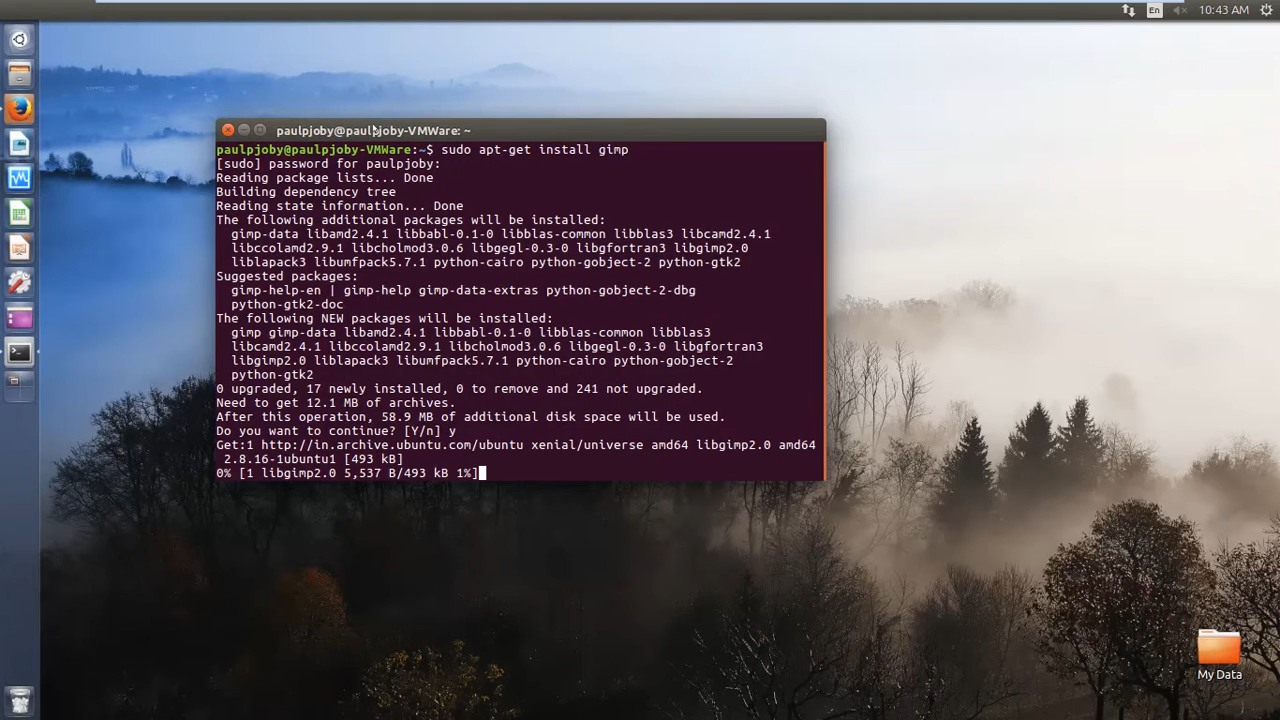 En
10:43 AM
paulpjoby@paulpjoby-VMWare: ~
paulpjoby@paulpjoby-VMWare:~$ sudo apt-get install gimp
[sudo] password for paulpjoby:
Reading package lists... Done
Building dependency tree
Reading state information... Done
The following additional packages will be installed:
gimp-data libamd2.4.1 libbabl-0.1-0 libblas-common libblas3 libcamd2.4.1
libccolamd2.9.1 libcholmod3.0.6 libgegl-0.3-0 libgfortran3 libgimp2.0
liblapack3 libumfpack5.7.1 python-cairo python-gobject-2 python-gtk2
Suggested packages:
gimp-help-en | gimp-help gimp-data-extras python-gobject-2-dbg
python-gtk2-doc
The following NEW packages will be installed:
gimp gimp-data libamd2.4.1 libbabl-0.1-0 libblas-common libblas3
libcamd2.4.1 libccolamd2.9.1 libcholmod3.0.6 libgegl-0.3-0 libgfortran3
libgimp2.0 liblapack3 libumfpack5.7.1 python-cairo python-gobject-2
python-gtk2
0 upgraded, 17 newly installed, 0 to remove and 241 not upgraded.
Need to get 12.1 MB of archives.
After this operation, 58.9 MB of additional disk space will be used.
Do you want to continue? [Y/n] y
Get:1 http://in.archive.ubuntu.com/ubuntu xenial/universe amd64 libgimp2.0 amd64
2.8.16-1ubuntu1 [493 kB]
0% [1 libgimp2.0 5,537 B/493 kB 1%]
My Data